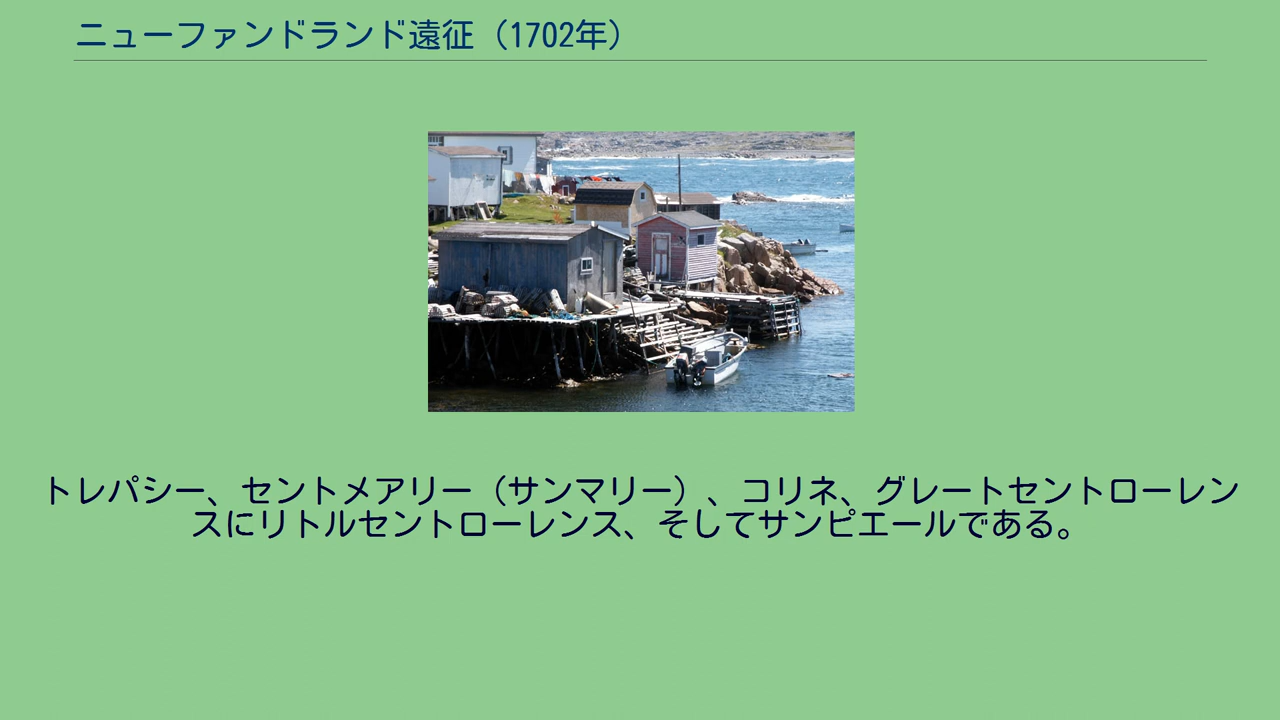 ニューファンドランド遠征（1702年）
トレパシー、セントメアリー（サンマリー）、コリネ、グレートセントローレン
スにリトルセントローレンス、そしてサンピエールである。